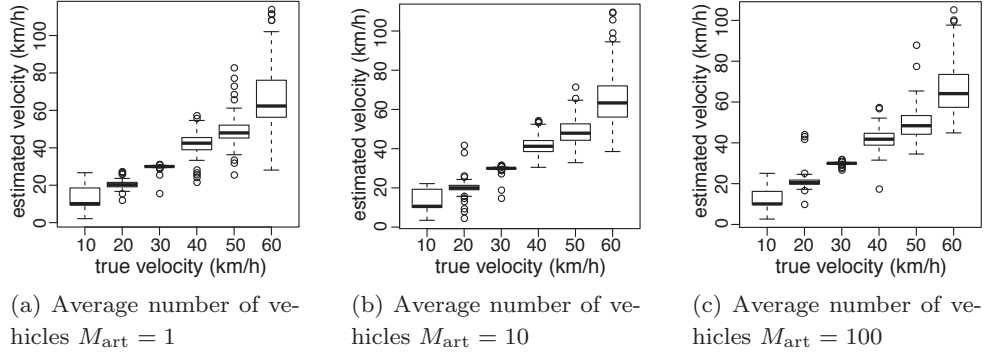 estimated velocity (km/h)
0 20 40 60 80 100
10 20 30 40 50 60
true velocity (km/h)
(a) Average number of ve-
hicles M_art = 1
estimated velocity (km/h)
0 20 40 60 80 100
10 20 30 40 50 60
true velocity (km/h)
(b) Average number of ve-
hicles M_art = 10
estimated velocity (km/h)
0 20 40 60 80 100
10 20 30 40 50 60
true velocity (km/h)
(c) Average number of ve-
hicles M_art = 100